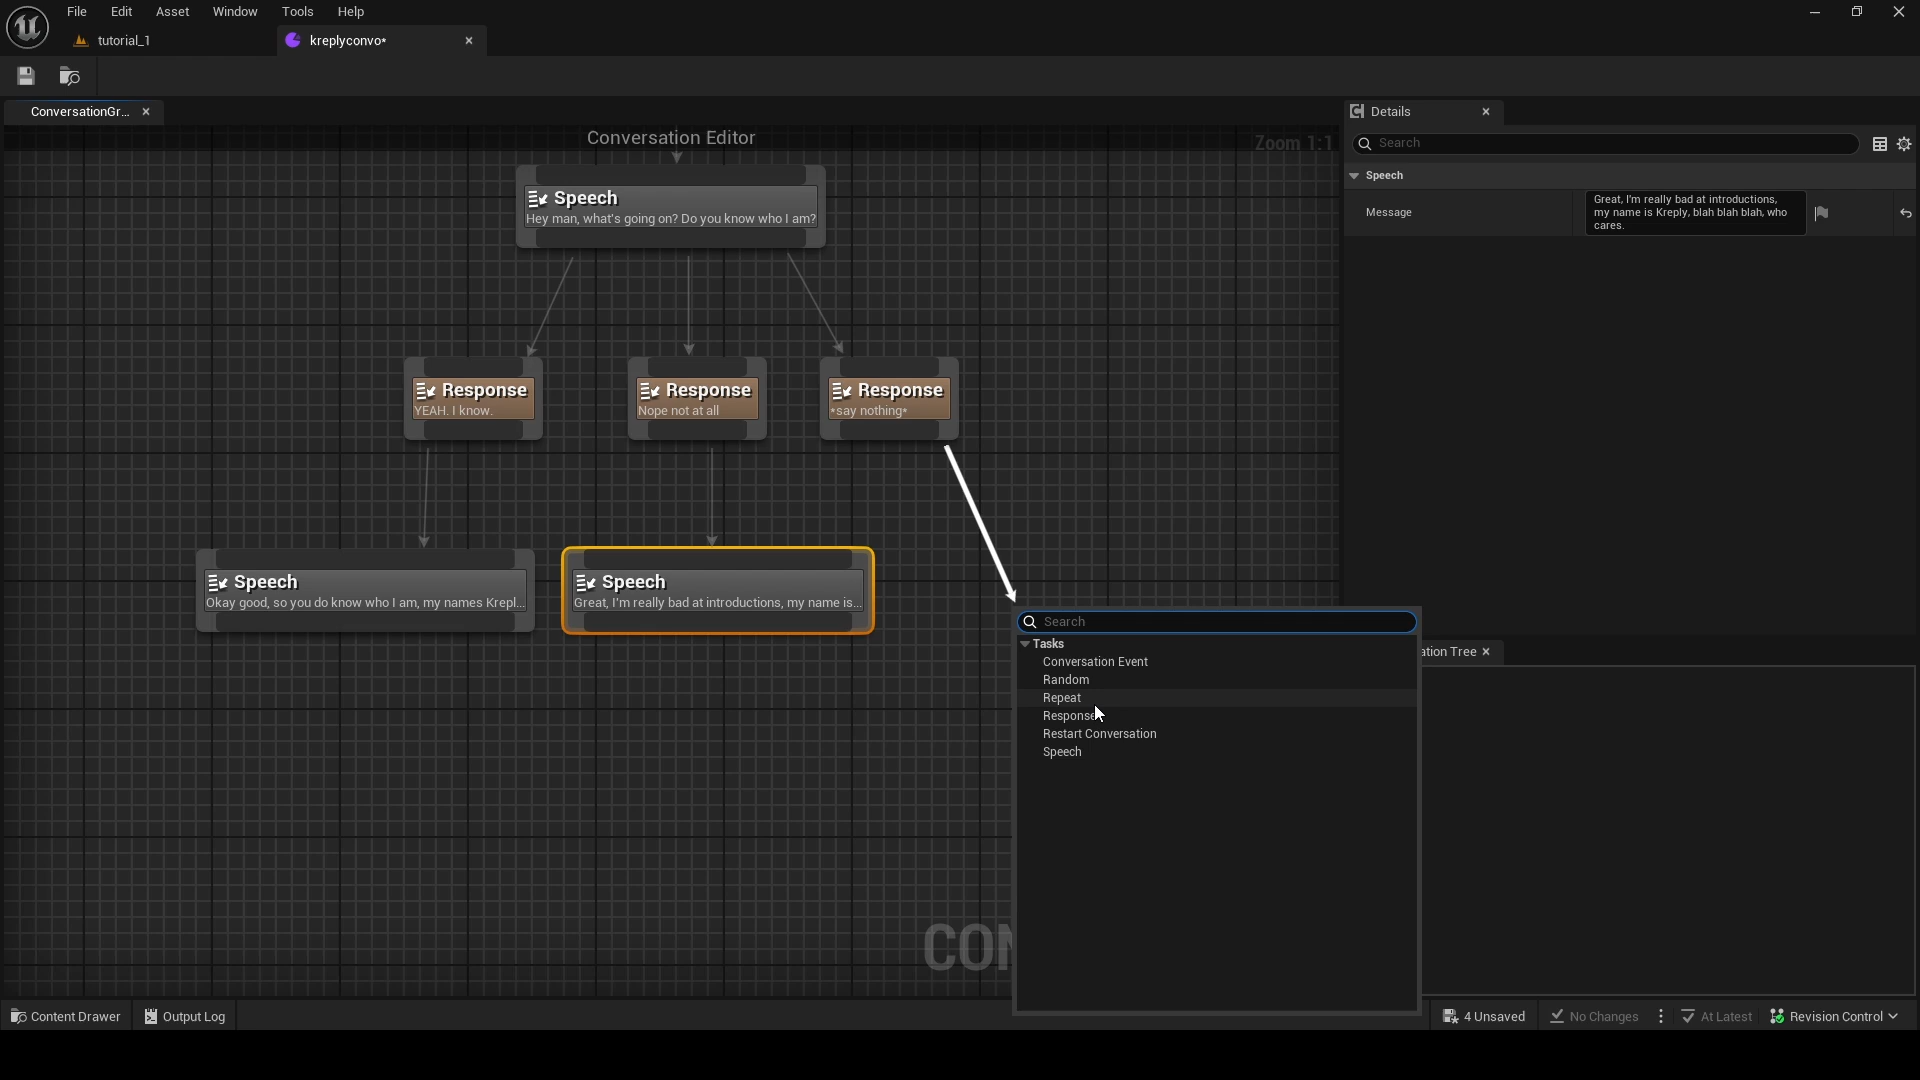 File Edit Asset Window Tools Help
tutorial_1
kreplyconvo*
ConversationGr...
Conversation Editor
Zoom 1:1
Speech
Hey man, what's going on? Do you know who I am?
Response
YEAH. I know.
Response
Nope not at all
Response
*say nothing*
Speech
Okay good, so you do know who I am, my names Krepl...
Speech
Great, I'm really bad at introductions, my name is...
Search
Tasks
Conversation Event
Random
Repeat
Response
Restart Conversation
Speech
CON
Details
Search
Speech
Message
Great, I'm really bad at introductions,
my name is Kreply, blah blah blah, who
cares.
ation Tree
Content Drawer
Output Log
4 Unsaved
No Changes
At Latest
Revision Control